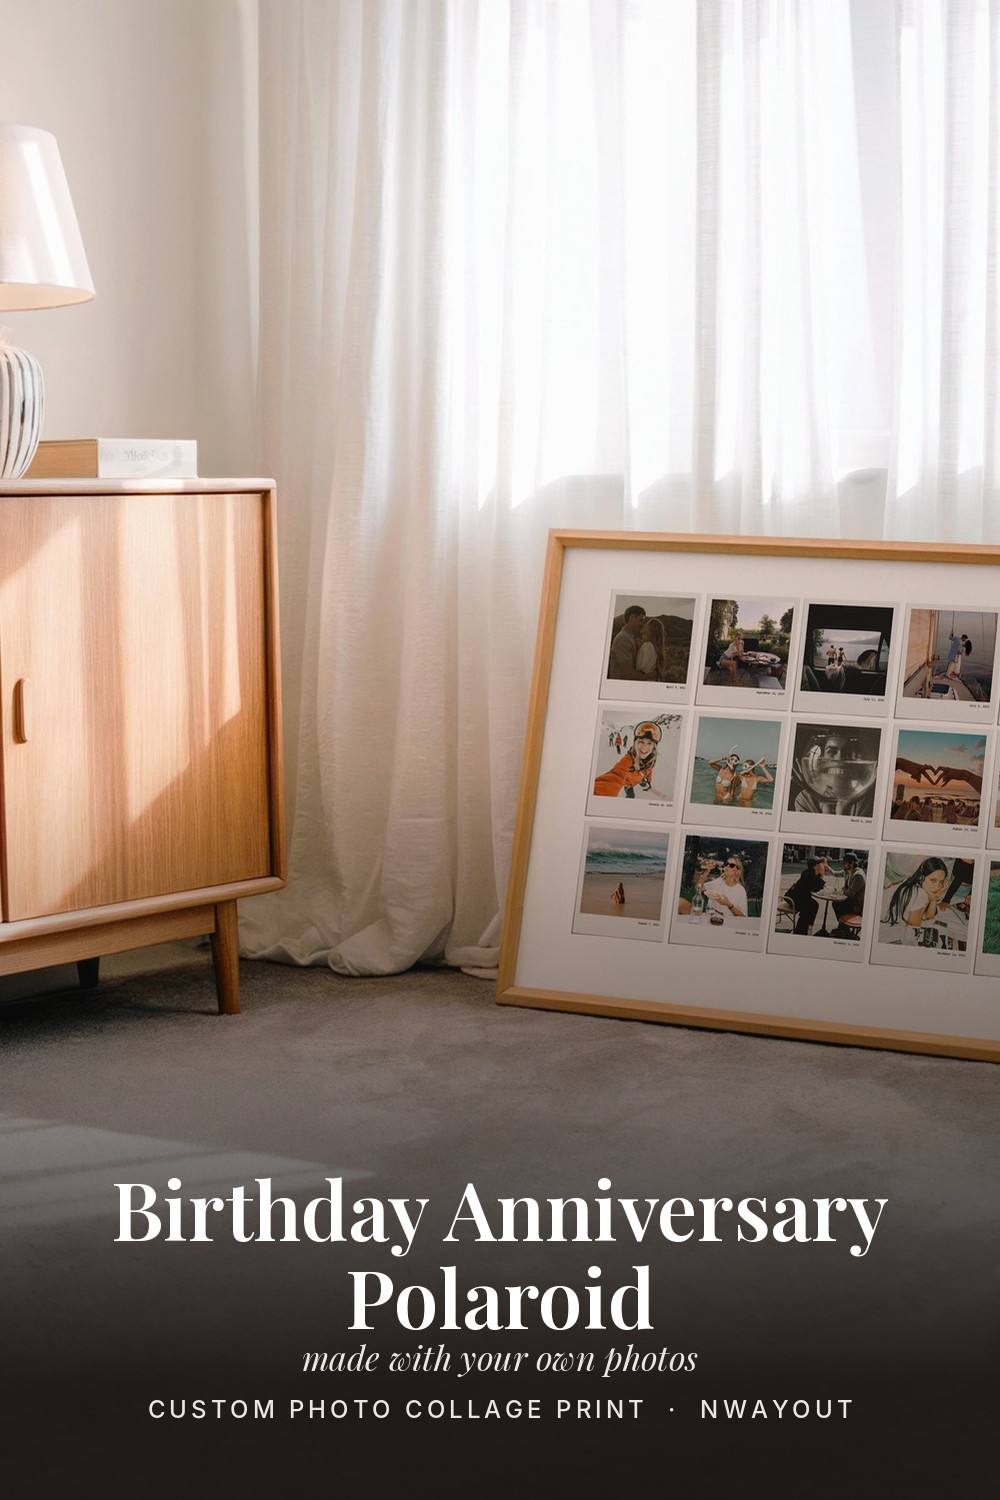 Birthday Anniversary
Polaroid
made with your own photos
CUSTOM PHOTO COLLAGE PRINT · NWAYOUT